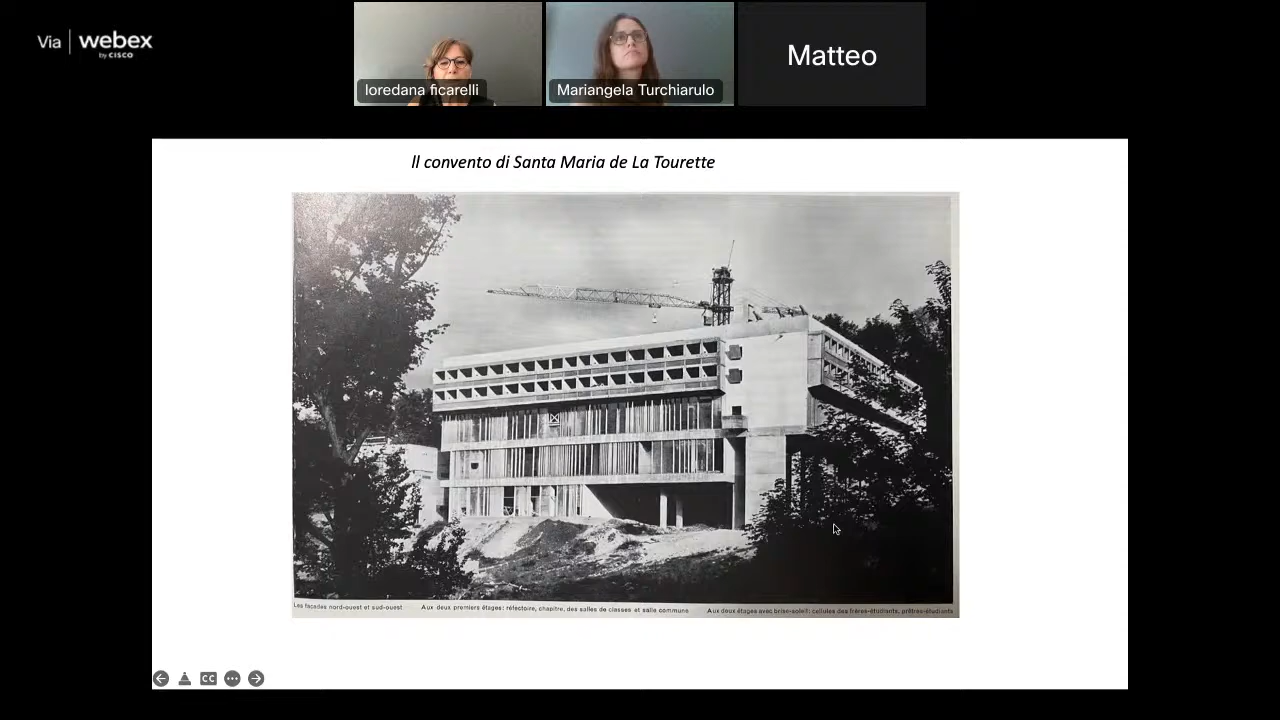 Via | webex
by CISCO
loredana ficarelli
Mariangela Turchiarulo
Matteo
Il convento di Santa Maria de La Tourette
Les façades nord-ouest et sud-ouest
Aux deux premiers étages: réfectoire, chapitre, des salles de classes et salle commune
Aux deux étages avec brise-soleil: cellules des frères-étudiants, prêtres-étudiants
CC